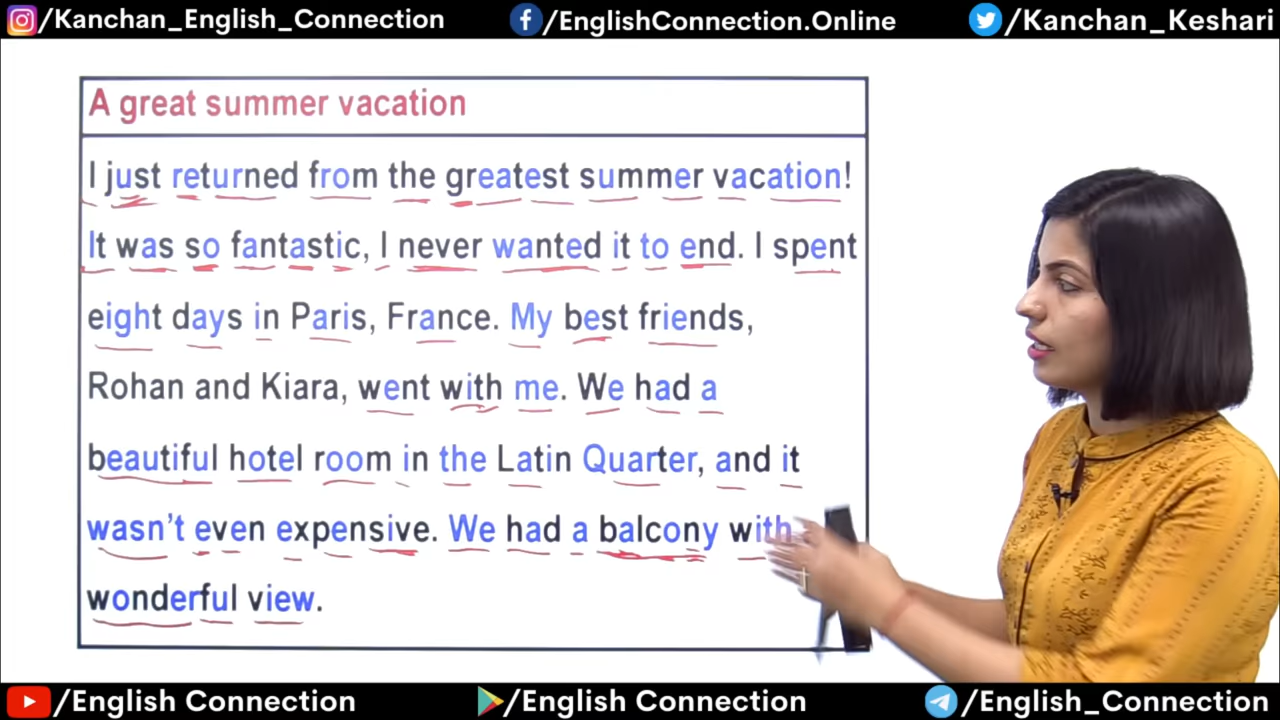 /Kanchan_English_Connection /EnglishConnection.Online /Kanchan_Keshari
A great summer vacation
I just returned from the greatest summer vacation!
It was so fantastic, I never wanted it to end. I spent
eight days in Paris, France. My best friends,
Rohan and Kiara, went with me. We had a
beautiful hotel room in the Latin Quarter, and it
wasn't even expensive. We had a balcony with
wonderful view.
/English Connection /English Connection /English_Connection